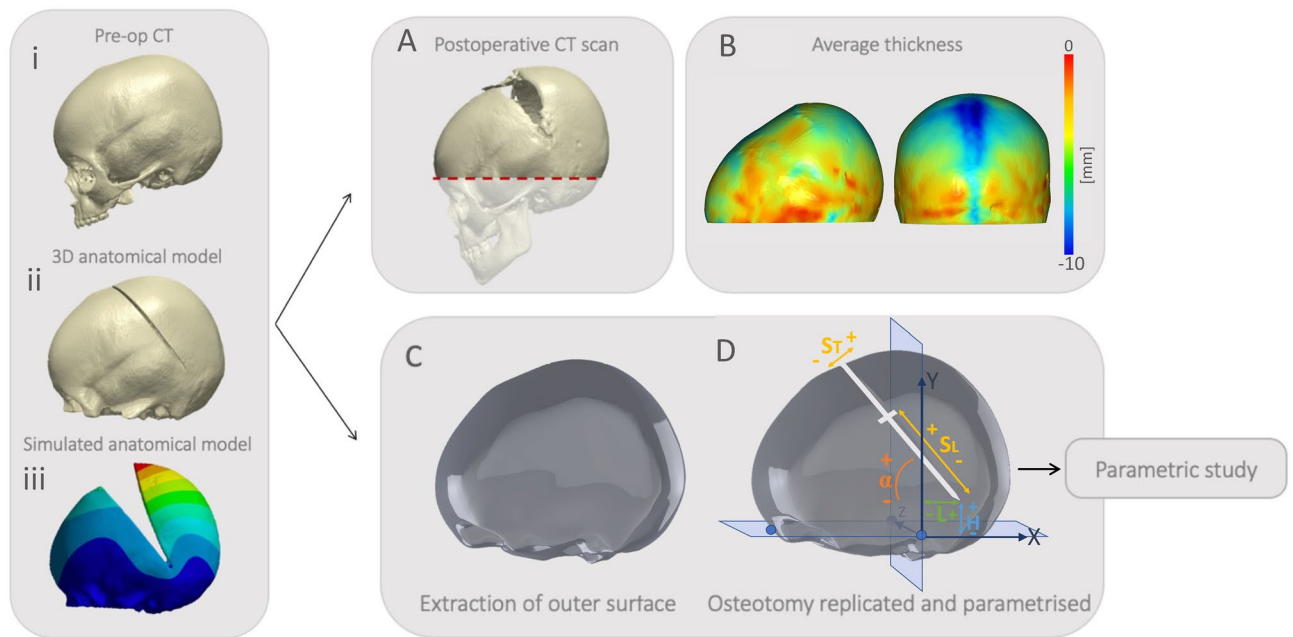 Pre-op CT
i
3D anatomical model
ii
Simulated anatomical model
iii
A
Postoperative CT scan
B
Average thickness
0
[mm]
-10
C
Extraction of outer surface
D
- ST +
Y
+ SL -
+ α -
- L +
+ H -
Z
X
Osteotomy replicated and parametrised
Parametric study